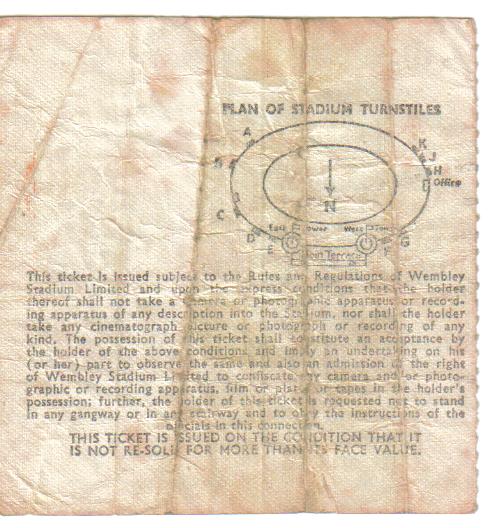 PLAN OF STADIUM TURNSTILES
A
K
B
J
H
Office
C
N
East Tower West Tower
D
G
E
F
Front Terrace
This ticket is issued subject to the Rules and Regulations of Wembley
Stadium Limited and upon the express conditions that the holder
thereof shall not take a camera or photographic apparatus or record-
ing apparatus of any description into the Stadium, nor shall the holder
take any cinematograph picture or photograph or recording of any
kind. The possession of this ticket shall constitute an acceptance by
the holder of the above conditions and imply an undertaking on his
(or her) part to observe the same and also an admission of the right
of Wembley Stadium Limited to confiscate any camera and/or photo-
graphic or recording apparatus, film or plates or tapes in the holder's
possession; further, the holder of this ticket is requested not to stand
in any gangway or in any stairway and to obey the instructions of the
officials in this connection.
THIS TICKET IS ISSUED ON THE CONDITION THAT IT
IS NOT RE-SOLD FOR MORE THAN ITS FACE VALUE.